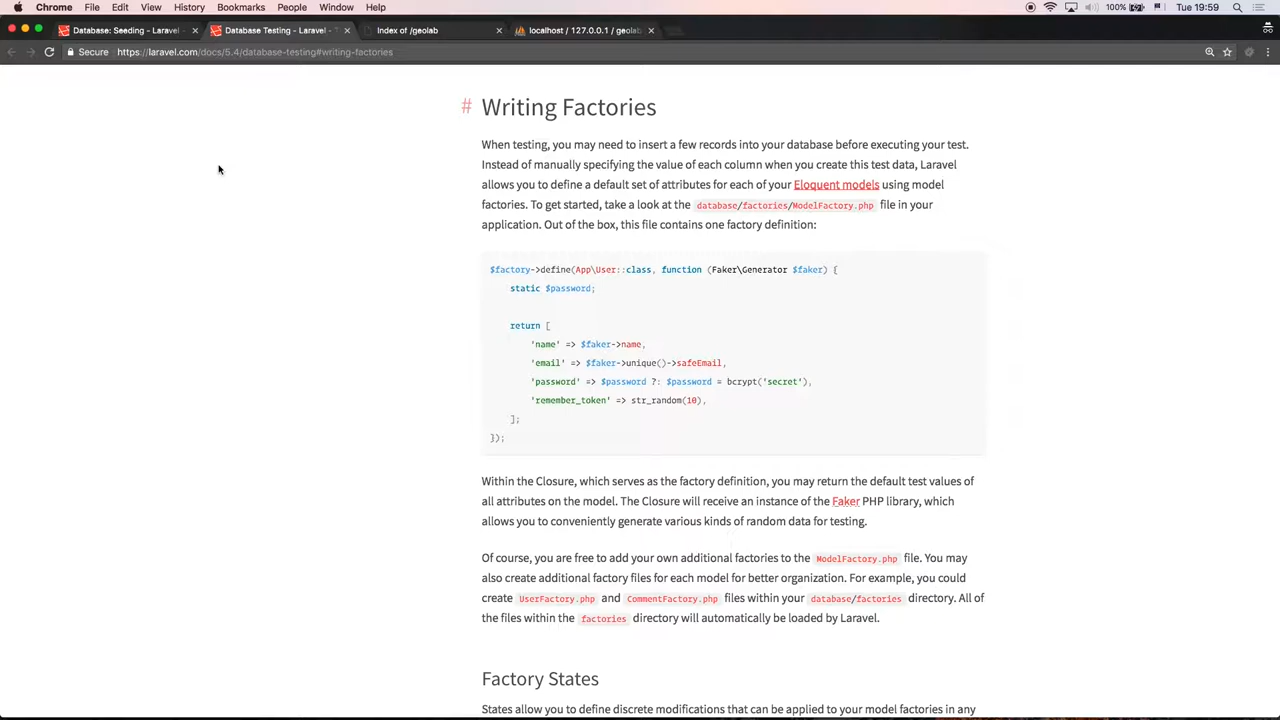 Chrome File Edit View History Bookmarks People Window Help 100% Tue 19:59
Database: Seeding - Laravel - Database Testing - Laravel - T Index of /geolab localhost / 127.0.0.1 / geolab
Secure https://laravel.com/docs/5.4/database-testing#writing-factories
# Writing Factories
When testing, you may need to insert a few records into your database before executing your test.
Instead of manually specifying the value of each column when you create this test data, Laravel
allows you to define a default set of attributes for each of your Eloquent models using model
factories. To get started, take a look at the database/factories/ModelFactory.php file in your
application. Out of the box, this file contains one factory definition:
$factory->define(App\User::class, function (Faker\Generator $faker) {
static $password;
return [
'name' => $faker->name,
'email' => $faker->unique()->safeEmail,
'password' => $password ?: $password = bcrypt('secret'),
'remember_token' => str_random(10),
];
});
Within the Closure, which serves as the factory definition, you may return the default test values of
all attributes on the model. The Closure will receive an instance of the Faker PHP library, which
allows you to conveniently generate various kinds of random data for testing.
Of course, you are free to add your own additional factories to the ModelFactory.php file. You may
also create additional factory files for each model for better organization. For example, you could
create UserFactory.php and CommentFactory.php files within your database/factories directory. All of
the files within the factories directory will automatically be loaded by Laravel.
Factory States
States allow you to define discrete modifications that can be applied to your model factories in any